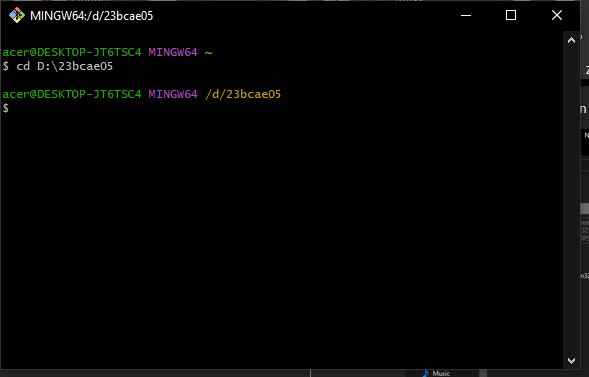 MINGW64:/d/23bcae05
acer@DESKTOP-JT6TSC4 MINGW64 ~
$ cd D:\23bcae05
acer@DESKTOP-JT6TSC4 MINGW64 /d/23bcae05
$
Music